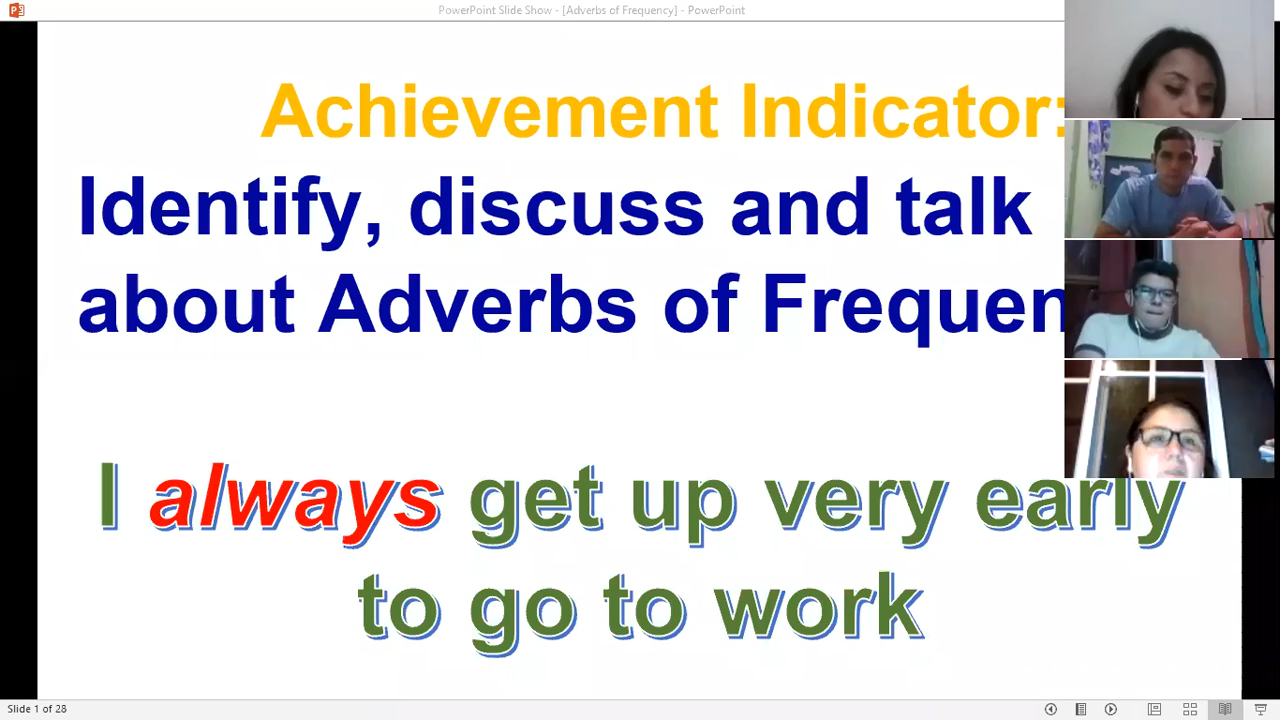 PowerPoint Slide Show - [Adverbs of Frequency] - PowerPoint
Achievement Indicator:
Identify, discuss and talk
about Adverbs of Frequen
I always get up very early
to go to work
Slide 1 of 28